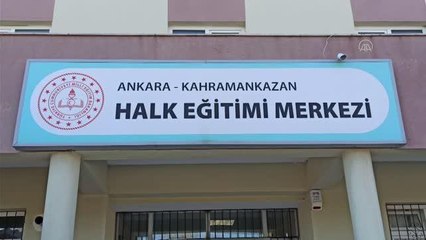 ANKARA - KAHRAMANKAZAN
HALK EĞİTİMİ MERKEZİ